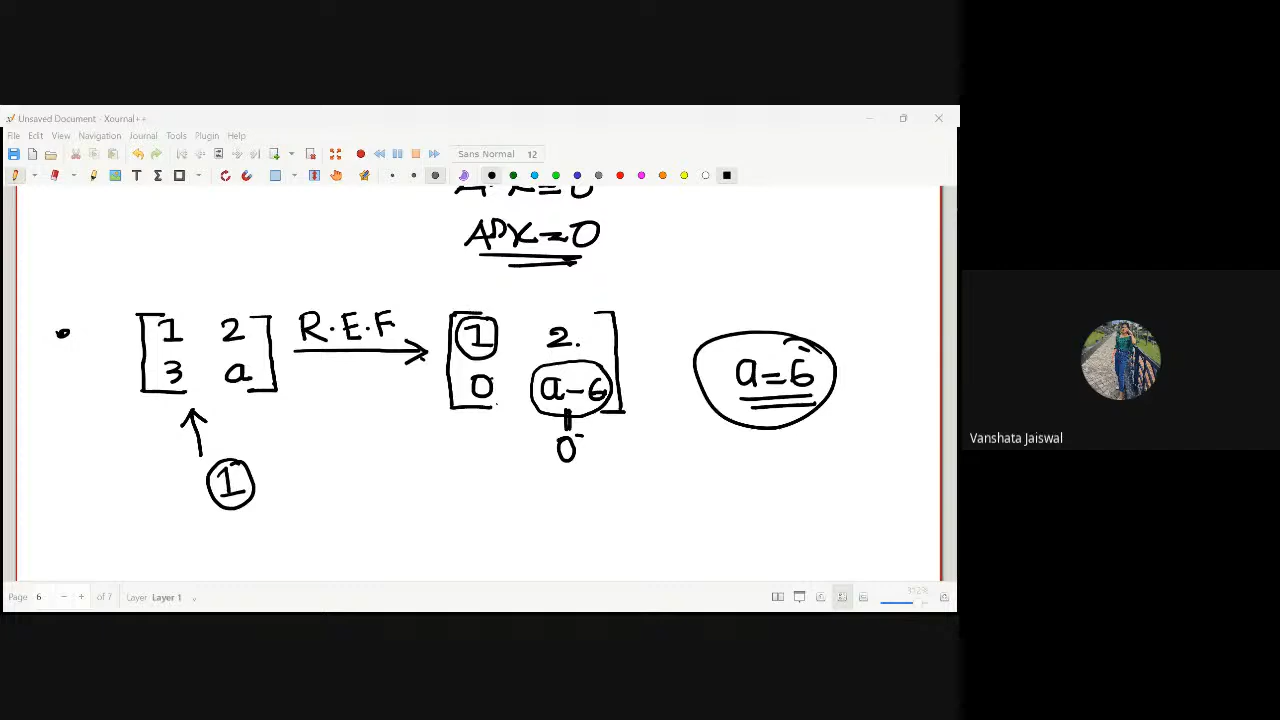 Unsaved Document - Xournal++
File Edit View Navigation Journal Tools Plugin Help
Sans Normal 12
APX=0
• [1 2 R.E.F [1 2.
3 a] 0 a-6] a=6
0
1
Vanshata Jaiswal
Page 6 of 7 Layer Layer 1